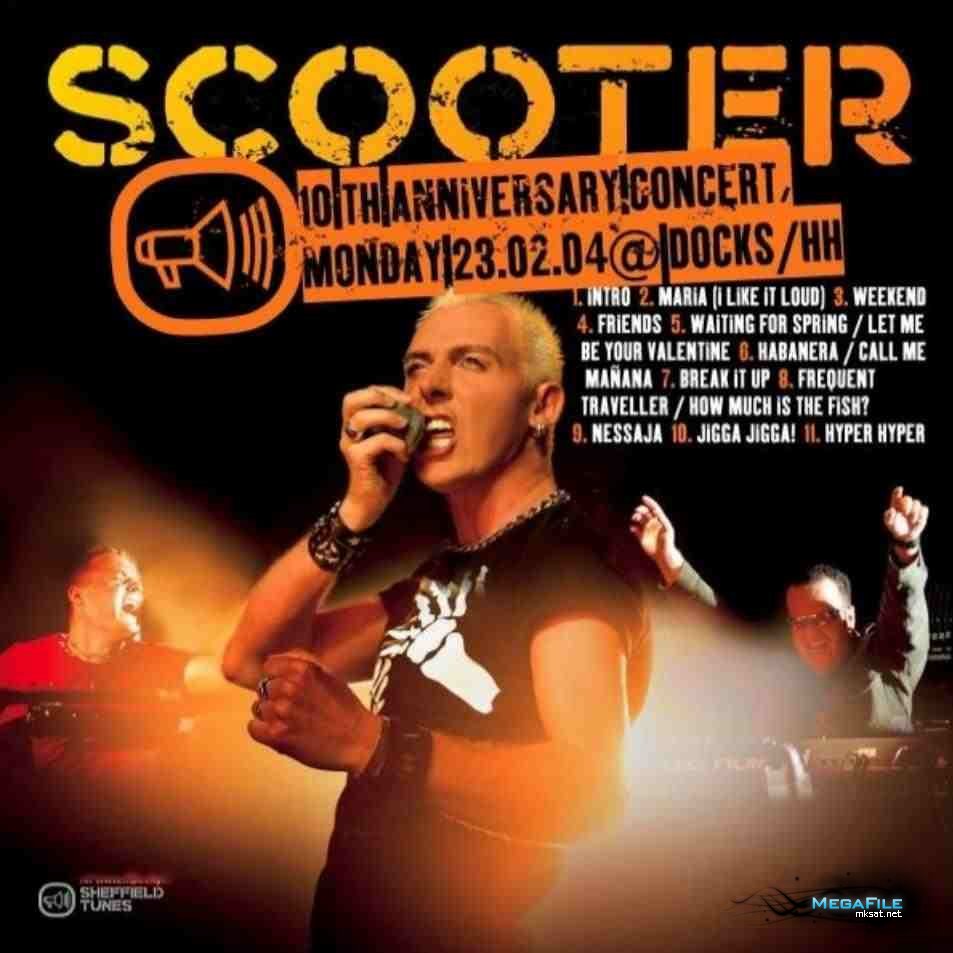 SCOOTER
10TH ANNIVERSARY CONCERT,
MONDAY 23.02.04 @ DOCKS / HH
1. INTRO 2. MARIA (I LIKE IT LOUD) 3. WEEKEND
4. FRIENDS 5. WAITING FOR SPRING / LET ME
BE YOUR VALENTINE 6. HABANERA / CALL ME
MAÑANA 7. BREAK IT UP 8. FREQUENT
TRAVELLER / HOW MUCH IS THE FISH?
9. NESSAJA 10. JIGGA JIGGA! 11. HYPER HYPER
SHEFFIELD
TUNES
MEGAFILE
mksat.net